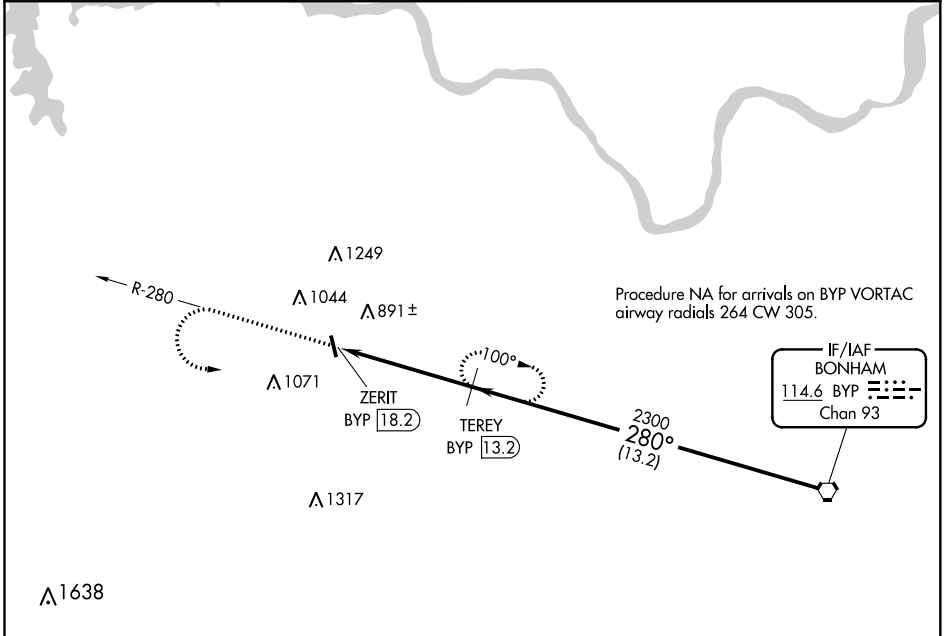 1249
R-280
1044
891±
Procedure NA for arrivals on BYP VORTAC
airway radials 264 CW 305.
IF/IAF
BONHAM
114.6 BYP
Chan 93
1071
100°
ZERIT
BYP 18.2
TEREY
BYP 13.2
2300
280°
(13.2)
1317
1638